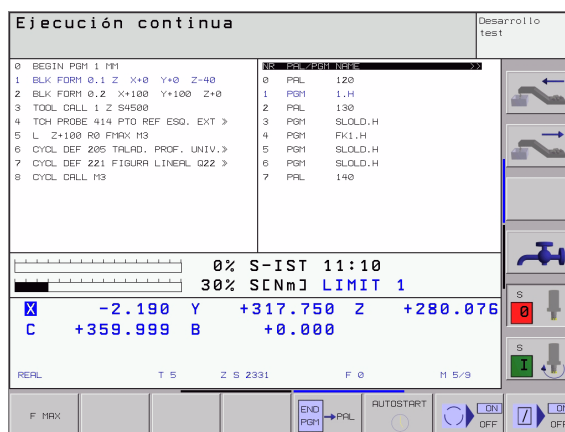 Ejecución continua
Desarrollo
test
0 BEGIN PGM 1 MM
1 BLK FORM 0.1 Z X+0 Y+0 Z-40
2 BLK FORM 0.2 X+100 Y+100 Z+0
3 TOOL CALL 1 Z S4500
4 TCH PROBE 414 PTO REF ESQ. EXT »
5 L Z+100 R0 FMAX M3
6 CYCL DEF 205 TALAD. PROF. UNIV.»
7 CYCL DEF 221 FIGURA LINEAL Q22 »
8 CYCL CALL M3
NR PAL/PGM NAME >>
0 PAL 120
1 PGM 1.H
2 PAL 130
3 PGM SLOLD.H
4 PGM FK1.H
5 PGM SLOLD.H
6 PGM SLOLD.H
7 PAL 140
0% S-IST 11:10
30% S[Nm] LIMIT 1
X -2.190 Y +317.750 Z +280.076
C +359.999 B +0.000
REAL T 5 Z S 2331 F 0 M 5/9
S
0
S
I
F MAX
END
PGM
→PAL
AUTOSTART
ON
OFF
ON
OFF